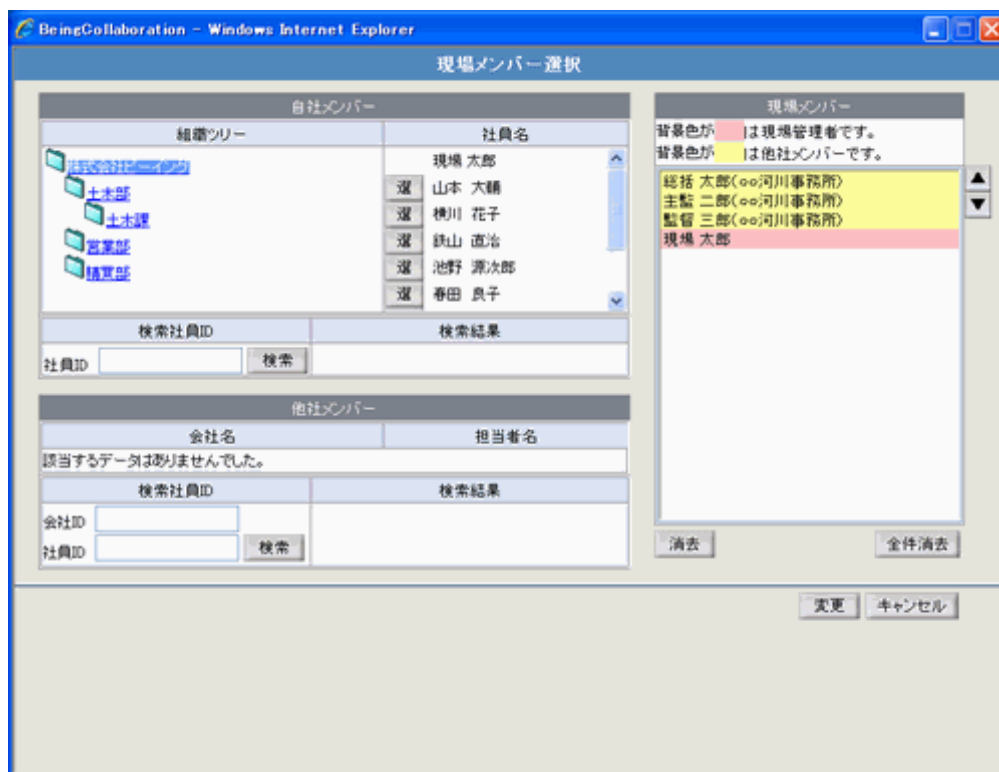 BeingCollaboration - Windows Internet Explorer
現場メンバー選択
自社メンバー
組織ツリー
社員名
株式会社ビーイング
土木部
土木課
営業部
積算部
現場 太郎
選 山本 大輔
選 横川 花子
選 鉄山 直治
選 池野 源次郎
選 春田 良子
検索社員ID
検索結果
社員ID
検索
他社メンバー
会社名
担当者名
該当するデータはありませんでした。
検索社員ID
検索結果
会社ID
社員ID
検索
現場メンバー
背景色が は現場管理者です。
背景色が は他社メンバーです。
総括 太郎(○○河川事務所)
主監 二郎(○○河川事務所)
監督 三郎(○○河川事務所)
現場 太郎
消去
全件消去
変更
キャンセル